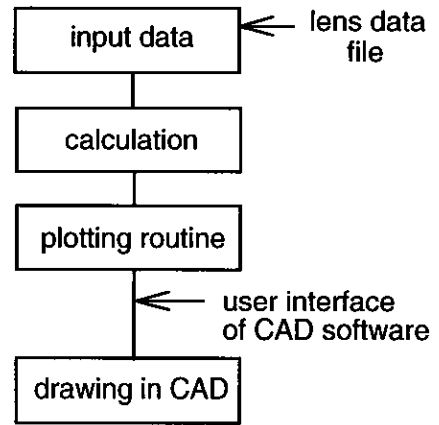 input data
lens data
file
calculation
plotting routine
user interface
of CAD software
drawing in CAD